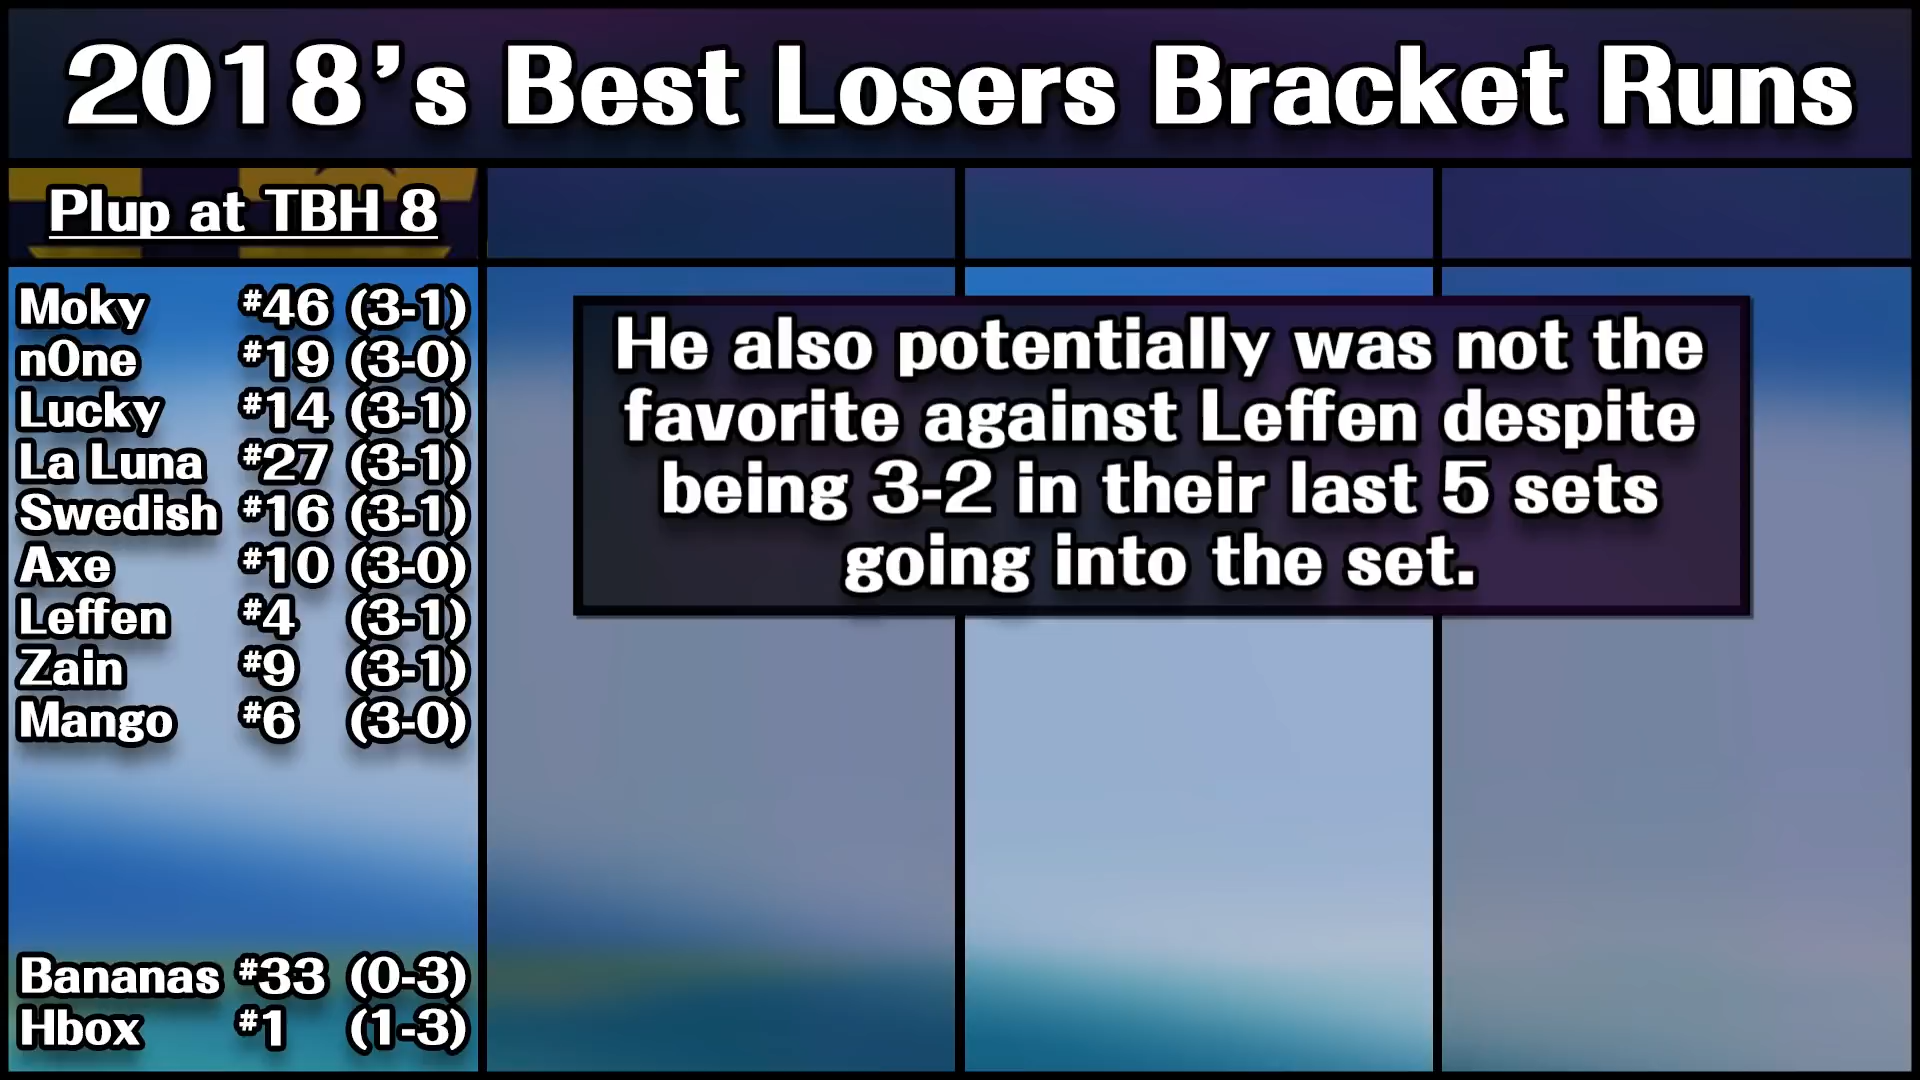 2018’s Best Losers Bracket Runs
Plup at TBH 8
Moky #46 (3-1)
n0ne #19 (3-0)
Lucky #14 (3-1)
La Luna #27 (3-1)
Swedish #16 (3-1)
Axe #10 (3-0)
Leffen #4 (3-1)
Zain #9 (3-1)
Mango #6 (3-0)
Bananas #33 (0-3)
Hbox #1 (1-3)
He also potentially was not the
favorite against Leffen despite
being 3-2 in their last 5 sets
going into the set.